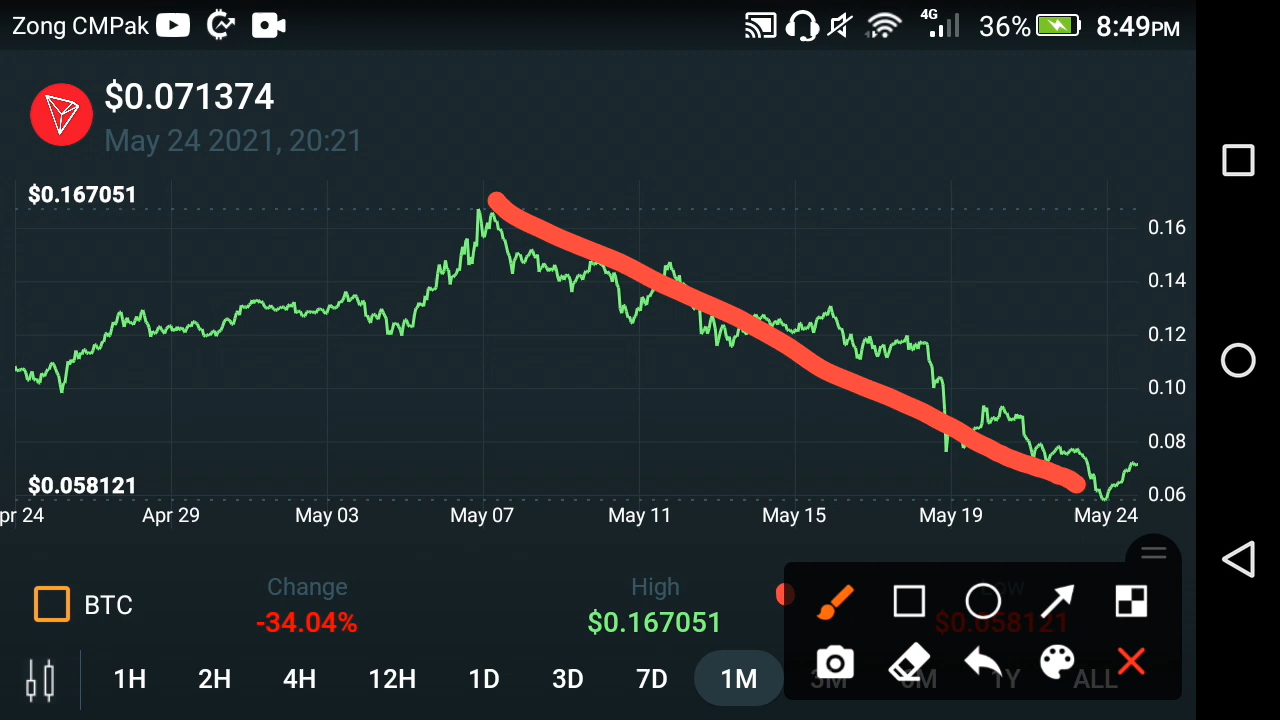 Zong CMPak 4G 36% 8:49PM
$0.071374
May 24 2021, 20:21
$0.167051
0.16
0.14
0.12
0.10
0.08
$0.058121
0.06
pr 24 Apr 29 May 03 May 07 May 11 May 15 May 19 May 24
Change High Low
BTC -34.04% $0.167051 $0.058121
1H 2H 4H 12H 1D 3D 7D 1M 3M 6M 1Y ALL